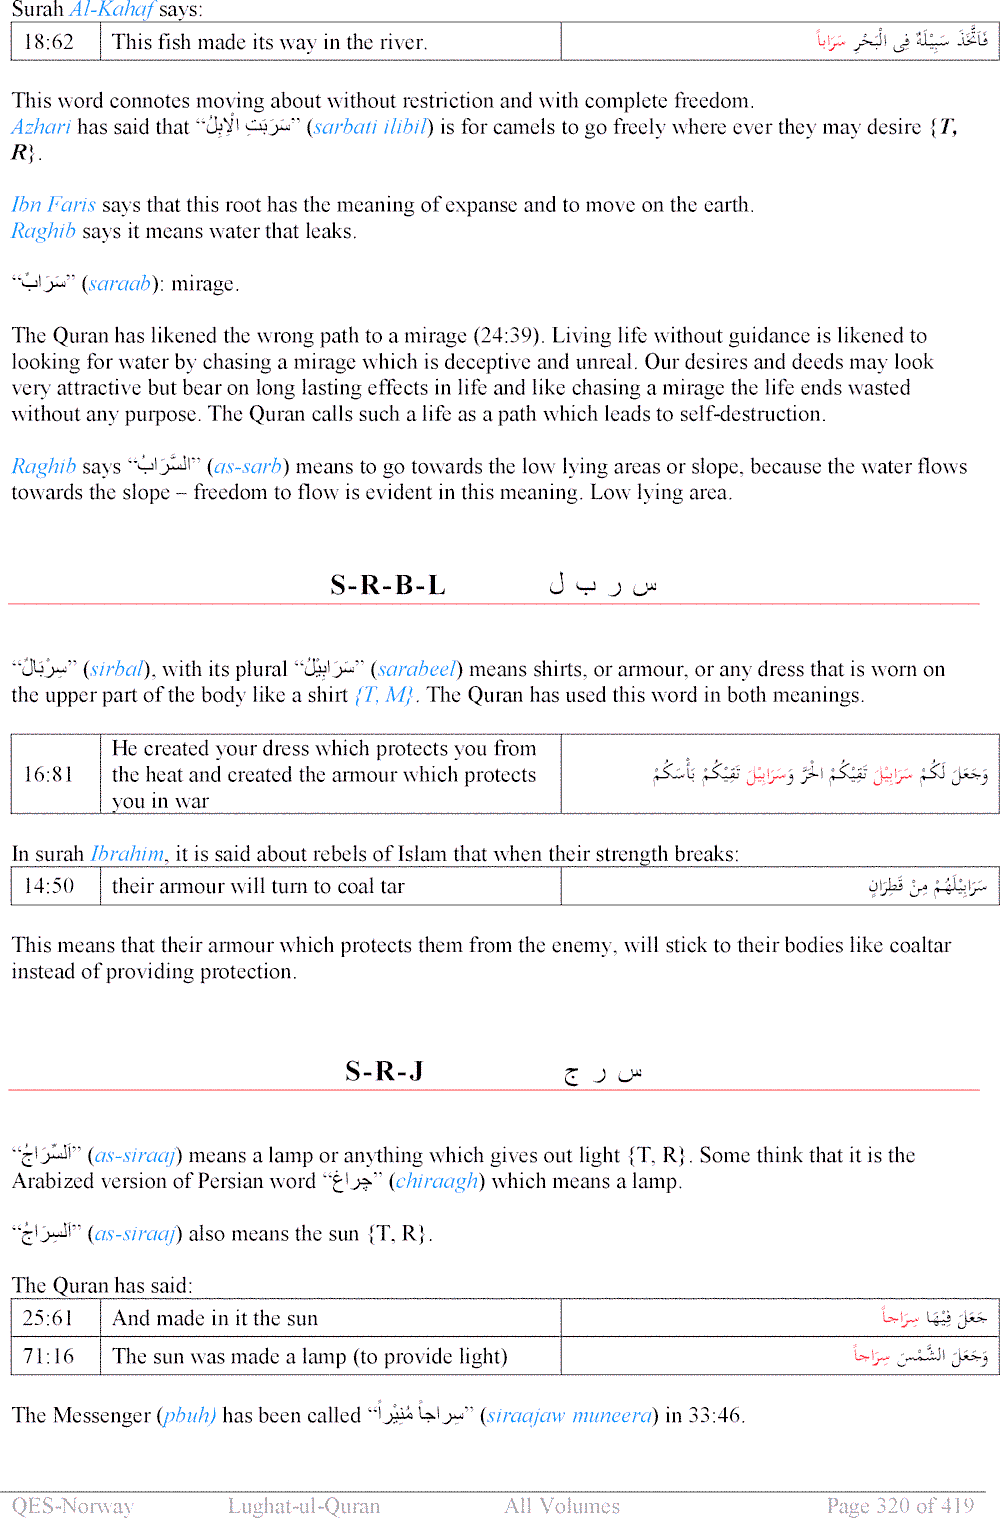 Surah Al-Kahaf says:
18:62 This fish made its way in the river. فَاتَّخَذَ سَبِيْلَهٗ فِى الْبَحْرِ سَرَاباً
This word connotes moving about without restriction and with complete freedom.
Azhari has said that “سَرَبَتِ الْاِبِلُ” (sarbati ilibil) is for camels to go freely where ever they may desire {T,
R}.
Ibn Faris says that this root has the meaning of expanse and to move on the earth.
Raghib says it means water that leaks.
“سَرَابٌ” (saraab): mirage.
The Quran has likened the wrong path to a mirage (24:39). Living life without guidance is likened to
looking for water by chasing a mirage which is deceptive and unreal. Our desires and deeds may look
very attractive but bear on long lasting effects in life and like chasing a mirage the life ends wasted
without any purpose. The Quran calls such a life as a path which leads to self-destruction.
Raghib says “اَلسَّرَابُ” (as-sarb) means to go towards the low lying areas or slope, because the water flows
towards the slope – freedom to flow is evident in this meaning. Low lying area.
S-R-B-L س ر ب ل
“سِرْبَالٌ” (sirbal), with its plural “سَرَابِيْلُ” (sarabeel) means shirts, or armour, or any dress that is worn on
the upper part of the body like a shirt {T, M}. The Quran has used this word in both meanings.
16:81 He created your dress which protects you from
the heat and created the armour which protects
you in war
وَجَعَلَ لَكُمْ سَرَابِيْلَ تَقِيْكُمْ الْحَرَّ وَسَرَابِيْلَ تَقِيْكُمْ بَأْسَكُمْ
In surah Ibrahim, it is said about rebels of Islam that when their strength breaks:
14:50 their armour will turn to coal tar سَرَابِيْلُهُمْ مِنْ قَطِرَانٍ
This means that their armour which protects them from the enemy, will stick to their bodies like coaltar
instead of providing protection.
S-R-J س ر ج
“اَلسِّرَاجُ” (as-siraaj) means a lamp or anything which gives out light {T, R}. Some think that it is the
Arabized version of Persian word “چراغ” (chiraagh) which means a lamp.
“اَلسِرَاجُ” (as-siraaj) also means the sun {T, R}.
The Quran has said:
25:61 And made in it the sun جَعَلَ فِيْهَا سِرَاجاً
71:16 The sun was made a lamp (to provide light) وَجَعَلَ الشَّمْسَ سِرَاجاً
The Messenger (pbuh) has been called “سِراجاً مُنِيْراً” (siraajaw muneera) in 33:46.
QES-Norway Lughat-ul-Quran All Volumes Page 320 of 419